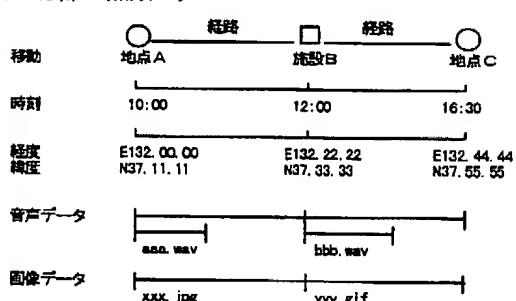 経路 経路
移動 地点A 施設B 地点C
時刻 10:00 12:00 16:30
経度 E132.00.00 E132.22.22 E132.44.44
緯度 N37.11.11 N37.33.33 N37.55.55
音声データ
aaa.wav bbb.wav
画像データ
xxx.jpg yyy.gif